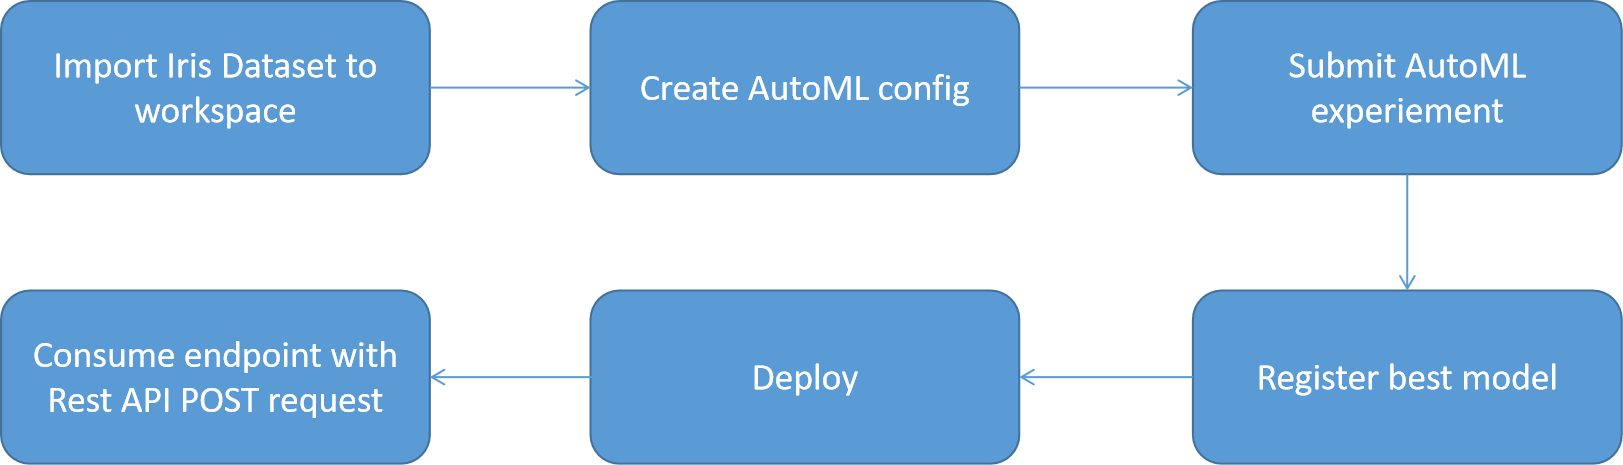 Import Iris Dataset to
workspace
Create AutoML config
Submit AutoML
experiement
Register best model
Deploy
Consume endpoint with
Rest API POST request